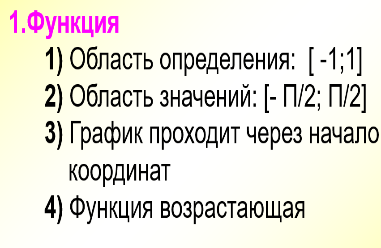 1.Функция
1) Область определения: [ -1;1]
2) Область значений: [- П/2; П/2]
3) График проходит через начало
координат
4) Функция возрастающая